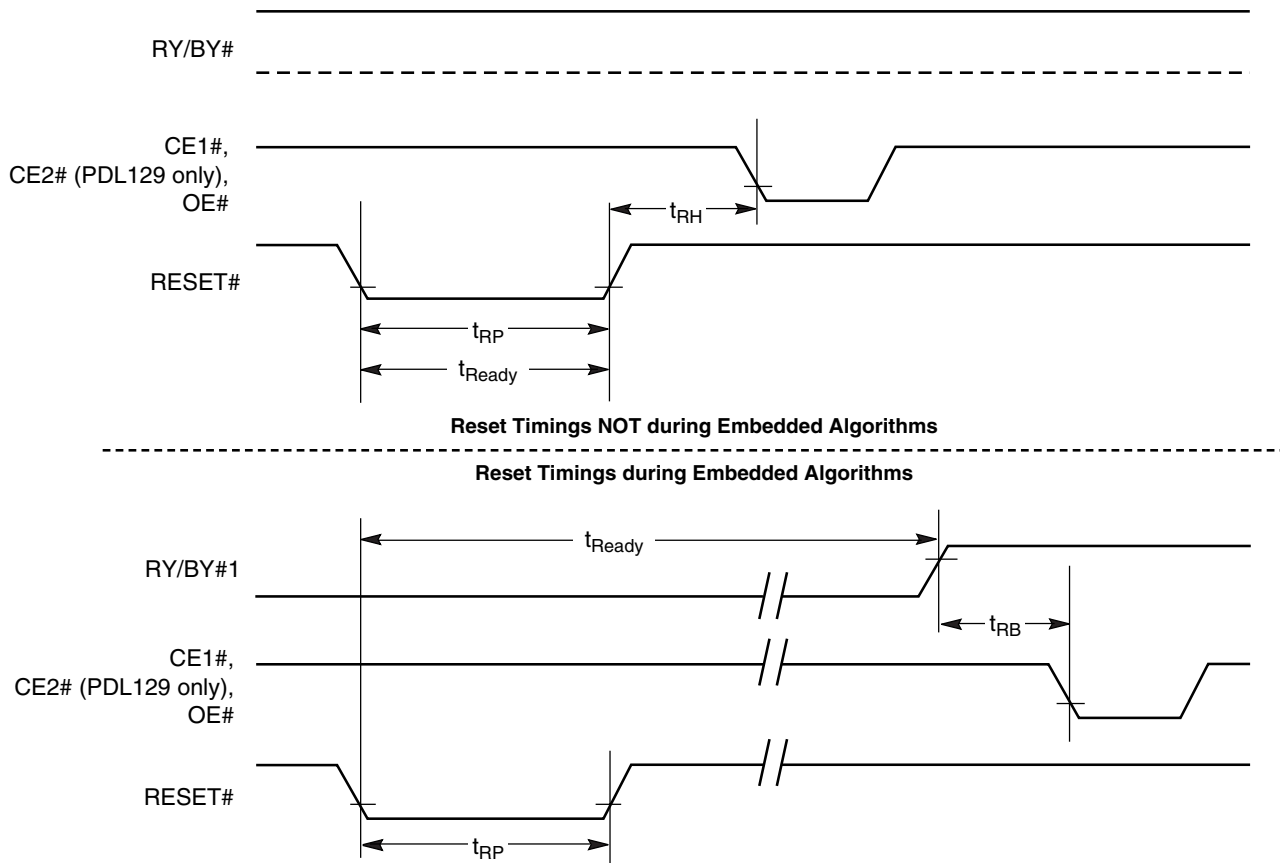 RY/BY#
CE1#,
CE2# (PDL129 only),
OE#
tRH
RESET#
tRP
tReady
Reset Timings NOT during Embedded Algorithms
Reset Timings during Embedded Algorithms
tReady
RY/BY#1
tRB
CE1#,
CE2# (PDL129 only),
OE#
RESET#
tRP